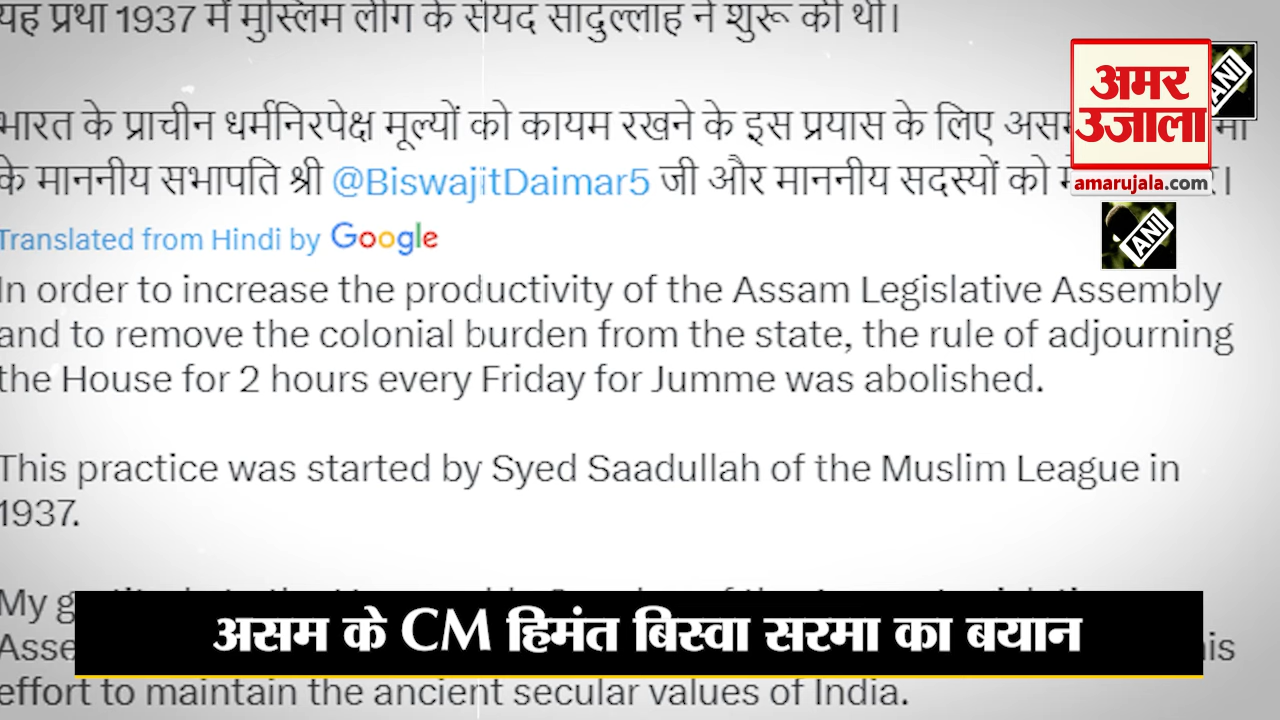 यह प्रथा 1937 में मुस्लिम लीग के सैयद सादुल्लाह ने शुरू की थी।
भारत के प्राचीन धर्मनिरपेक्ष मूल्यों को कायम रखने के इस प्रयास के लिए
के माननीय सभापति श्री @BiswajitDaimar5 जी और माननीय सदस्यों को
Translated from Hindi by Google
In order to increase the productivity of the Assam Legislative Assembly
and to remove the colonial burden from the state, the rule of adjourning
the House for 2 hours every Friday for Jumme was abolished.
This practice was started by Syed Saadullah of the Muslim League in
1937.
My
effort to maintain the ancient secular values of India.
अमर
उजाला
amarujala.com
ANI
ANI
असम के CM हिमंत बिस्वा सरमा का बयान